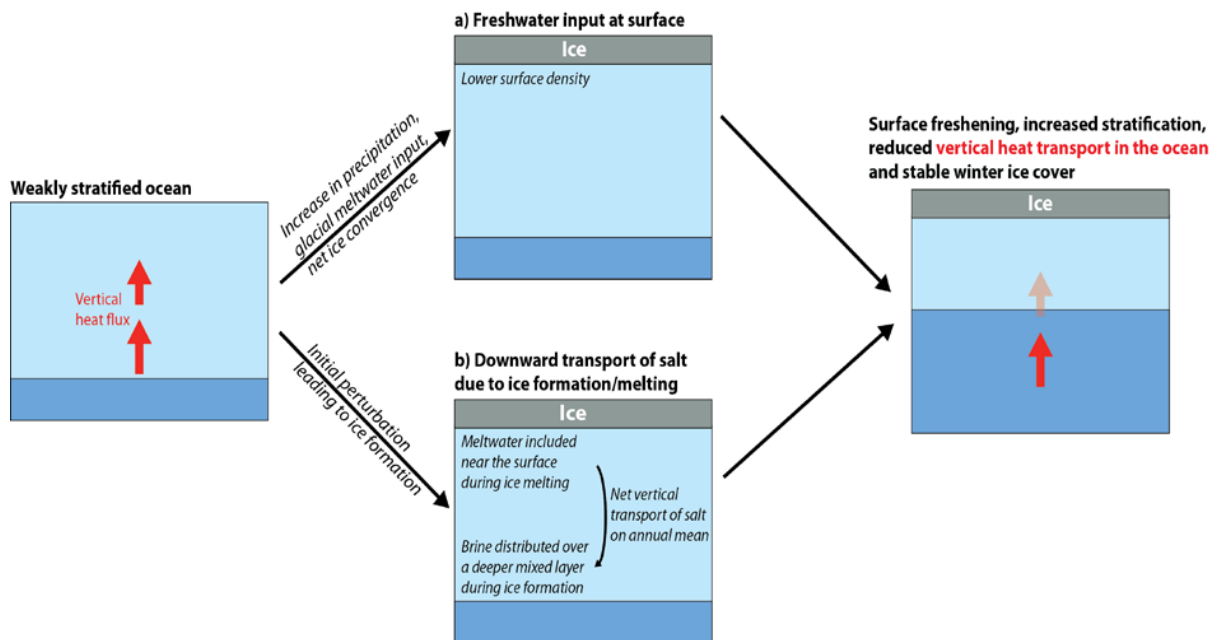 Weakly stratified ocean
Vertical
heat flux
Increase in precipitation,
glacial meltwater input,
net ice convergence
Initial perturbation
leading to ice formation
a) Freshwater input at surface
Ice
Lower surface density
b) Downward transport of salt
due to ice formation/melting
Ice
Meltwater included
near the surface
during ice melting
Net vertical
transport of salt
on annual mean
Brine distributed over
a deeper mixed layer
during ice formation
Surface freshening, increased stratification,
reduced vertical heat transport in the ocean
and stable winter ice cover
Ice